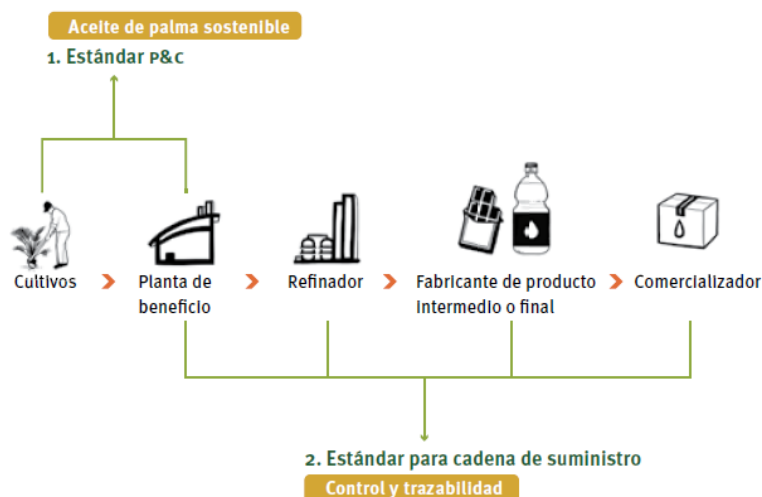 Aceite de palma sostenible
1. Estándar P&C
Cultivos
Planta de
beneficio
Refinador
Fabricante de producto
intermedio o final
Comercializador
2. Estándar para cadena de suministro
Control y trazabilidad